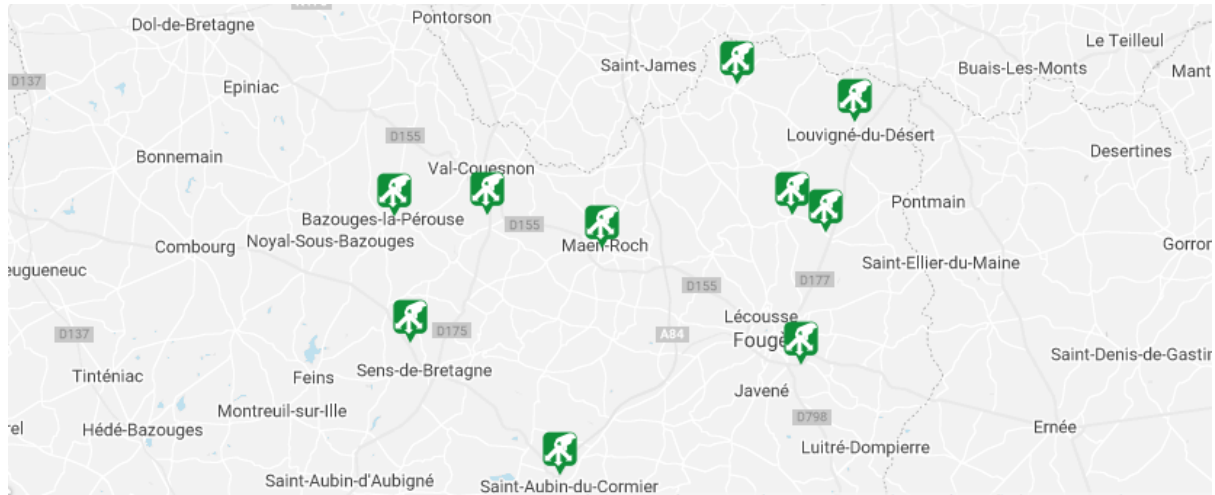 Pontorson
Dol-de-Bretagne
Le Teilleul
Saint-James
Buais-Les-Monts
Mant
D137
Epiniac
D155
Louvigné-du-Désert
Bonnemain
Desertines
Val-Couesnon
Bazouges-la-Pérouse
D155
Pontmain
Noyal-Sous-Bazouges
Combourg
Maen-Roch
Gorron
eugueneuc
Saint-Ellier-du-Maine
D155
D177
Lécousse
D137
D175
A84
Foug
Saint-Denis-de-Gastin
Tinténiac
Feins
Sens-de-Bretagne
Javené
Montreuil-sur-Ille
D798
rel
Hédé-Bazouges
Ernée
Luitré-Dompierre
Saint-Aubin-d'Aubigné
Saint-Aubin-du-Cormier